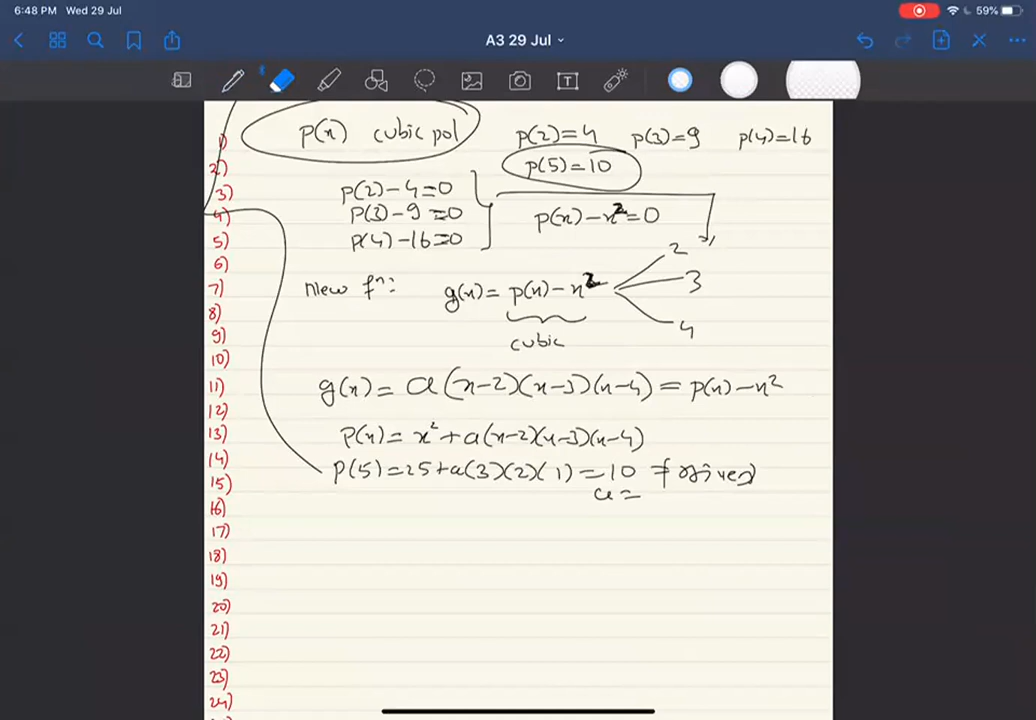 6:48 PM Wed 29 Jul
59%
A3 29 Jul
p(x) cubic pol p(2)=4 p(3)=9 p(4)=16
p(5)=10
p(2)-4=0
p(3)-9=0 p(x)-x²=0
p(4)-16=0
2
new fⁿ: g(x)= p(x)-x² 3
4
cubic
g(x)= a(x-2)(x-3)(x-4)= p(x)-x²
p(x)= x²+a(x-2)(x-3)(x-4)
p(5)=25+a(3)(2)(1)=10 {given}
a=
1)
2)
3)
4)
5)
6)
7)
8)
9)
10)
11)
12)
13)
14)
15)
16)
17)
18)
19)
20)
21)
22)
23)
24)